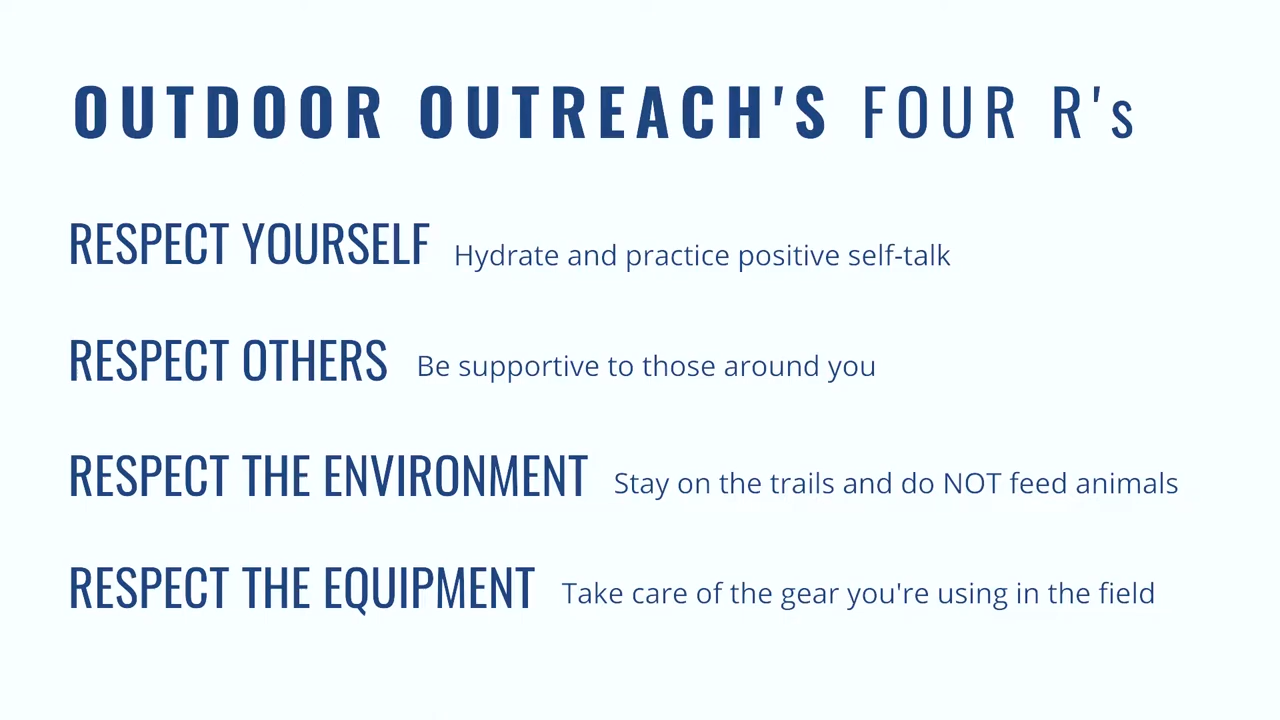 OUTDOOR OUTREACH'S FOUR R's
RESPECT YOURSELF Hydrate and practice positive self-talk
RESPECT OTHERS Be supportive to those around you
RESPECT THE ENVIRONMENT Stay on the trails and do NOT feed animals
RESPECT THE EQUIPMENT Take care of the gear you're using in the field